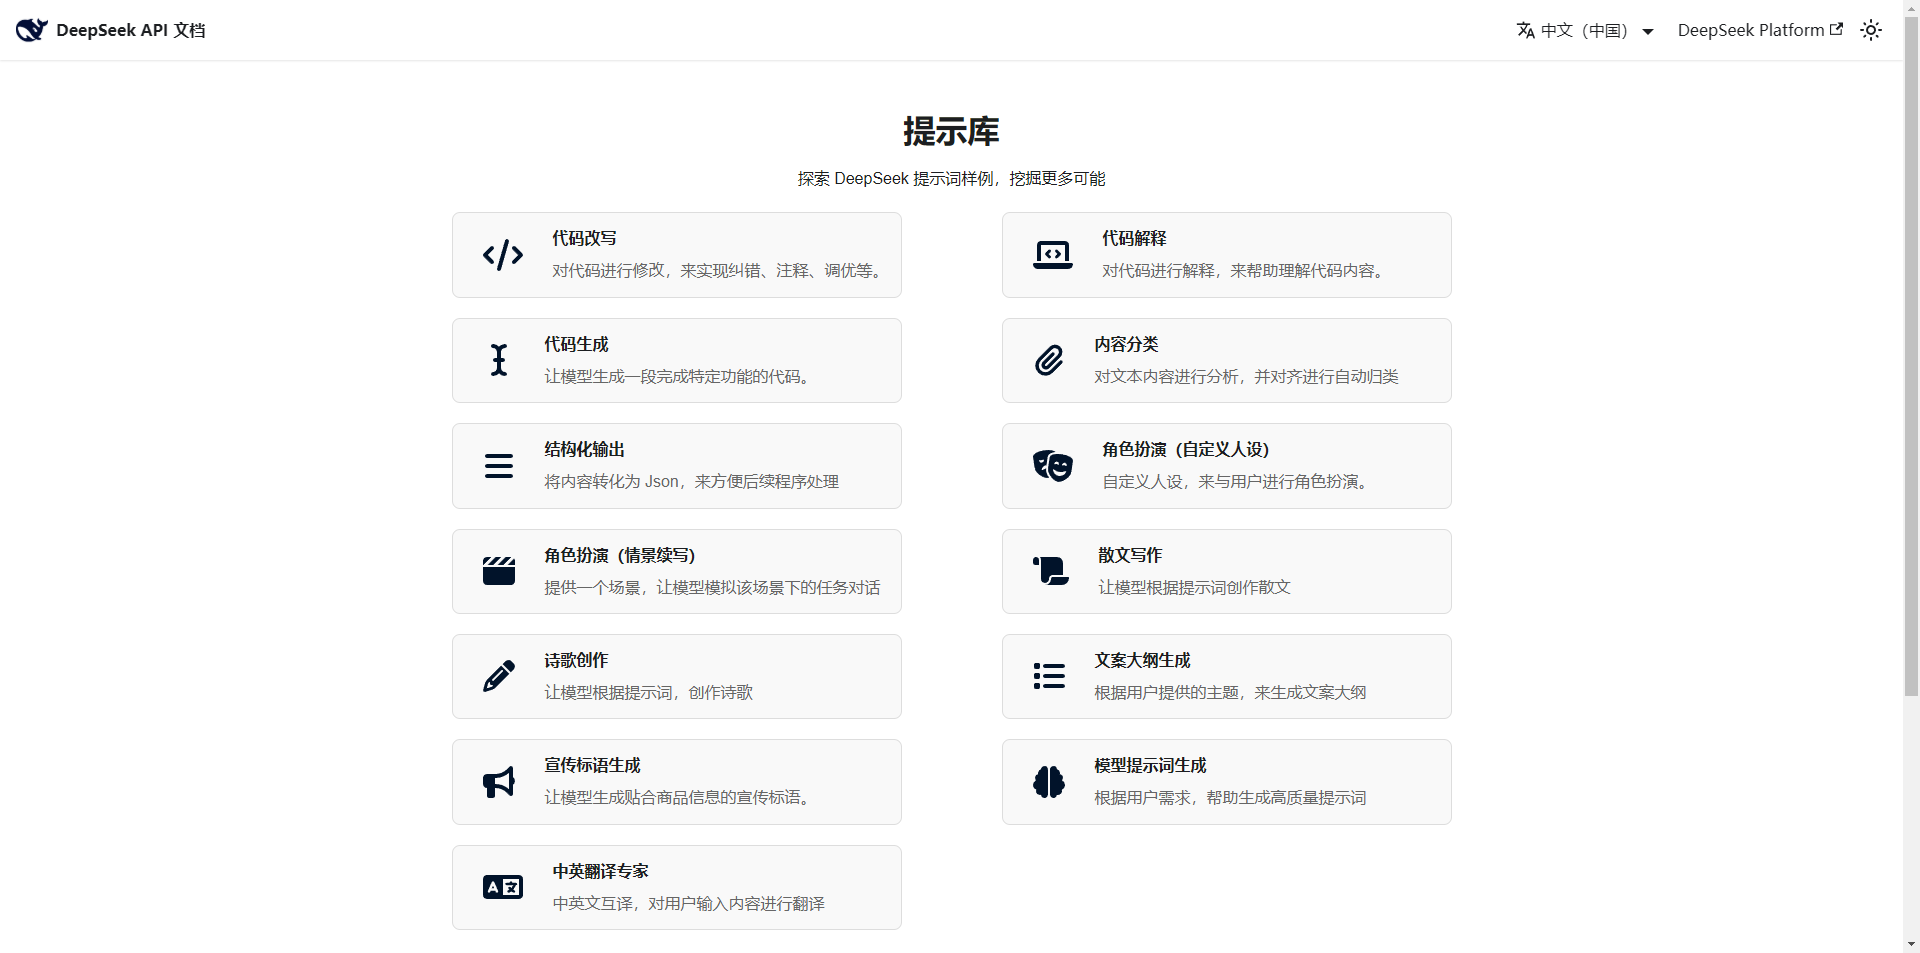 DeepSeek API 文档
中文（中国）
DeepSeek Platform
提示库
探索 DeepSeek 提示词样例，挖掘更多可能
代码改写
对代码进行修改，来实现纠错、注释、调优等。
代码解释
对代码进行解释，来帮助理解代码内容。
代码生成
让模型生成一段完成特定功能的代码。
内容分类
对文本内容进行分析，并对齐进行自动归类
结构化输出
将内容转化为 Json，来方便后续程序处理
角色扮演（自定义人设）
自定义人设，来与用户进行角色扮演。
角色扮演（情景续写）
提供一个场景，让模型模拟该场景下的任务对话
散文写作
让模型根据提示词创作散文
诗歌创作
让模型根据提示词，创作诗歌
文案大纲生成
根据用户提供的主题，来生成文案大纲
宣传标语生成
让模型生成贴合商品信息的宣传标语。
模型提示词生成
根据用户需求，帮助生成高质量提示词
中英翻译专家
中英文互译，对用户输入内容进行翻译